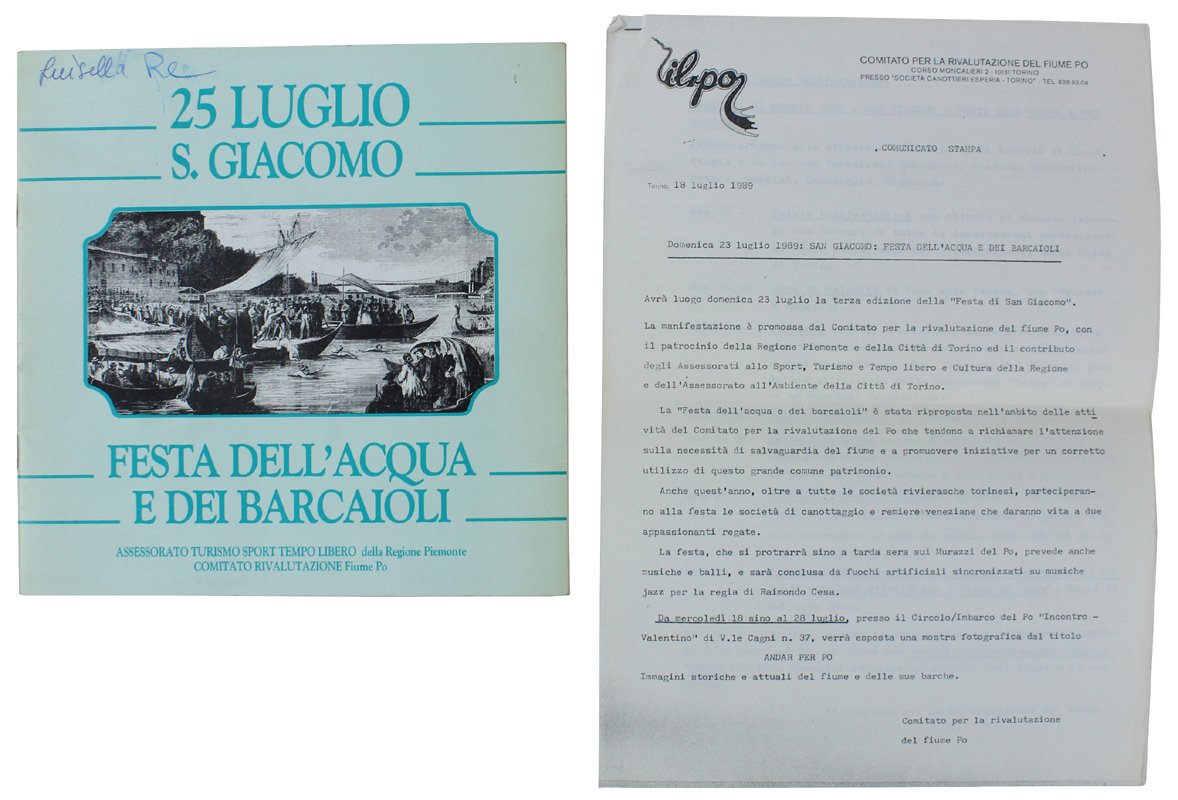 Luisella Re
25 LUGLIO
S. GIACOMO
FESTA DELL'ACQUA
E DEI BARCAIOLI
ASSESSORATO TURISMO SPORT TEMPO LIBERO della Regione Piemonte
COMITATO RIVALUTAZIONE Fiume Po
il po
COMITATO PER LA RIVALUTAZIONE DEL FIUME PO
CORSO MONCALIERI 2 - 10131 TORINO
PRESSO "SOCIETÀ CANOTTIERI ESPERIA - TORINO" - TEL. 839.92.04
. COMUNICATO STAMPA .
Torino, 18 luglio 1989
Domenica 23 luglio 1989: SAN GIACOMO: FESTA DELL'ACQUA E DEI BARCAIOLI
Avrà luogo domenica 23 luglio la terza edizione della "Festa di San Giacomo".
La manifestazione è promossa dal Comitato per la rivalutazione del fiume Po, con
il patrocinio della Regione Piemonte e della Città di Torino ed il contributo
degli Assessorati allo Sport, Turismo e Tempo libero e Cultura della Regione
e dell'Assessorato all'Ambiente della Città di Torino.
La "Festa dell'acqua e dei barcaioli" è stata riproposta nell'ambito delle atti
vità del Comitato per la rivalutazione del Po che tendono a richiamare l'attenzione
sulla necessità di salvaguardia del fiume e a promuovere iniziative per un corretto
utilizzo di questo grande comune patrimonio.
Anche quest'anno, oltre a tutte le società rivierasche torinesi, parteciperan-
no alla festa le società di canottaggio e remiere veneziane che daranno vita a due
appassionanti regate.
La festa, che si protrarrà sino a tarda sera sui Murazzi del Po, prevede anche
musiche e balli, e sarà conclusa da fuochi artificiali sincronizzati su musiche
jazz per la regia di Raimondo Cesa.
Da mercoledì 18 sino al 28 luglio, presso il Circolo/Imbarco del Po "Incontro -
Valentino" di V.le Cagni n. 37, verrà esposta una mostra fotografica dal titolo
ANDAR PER PO
Immagini storiche e attuali del fiume e delle sue barche.
Comitato per la rivalutazione
del fiume Po